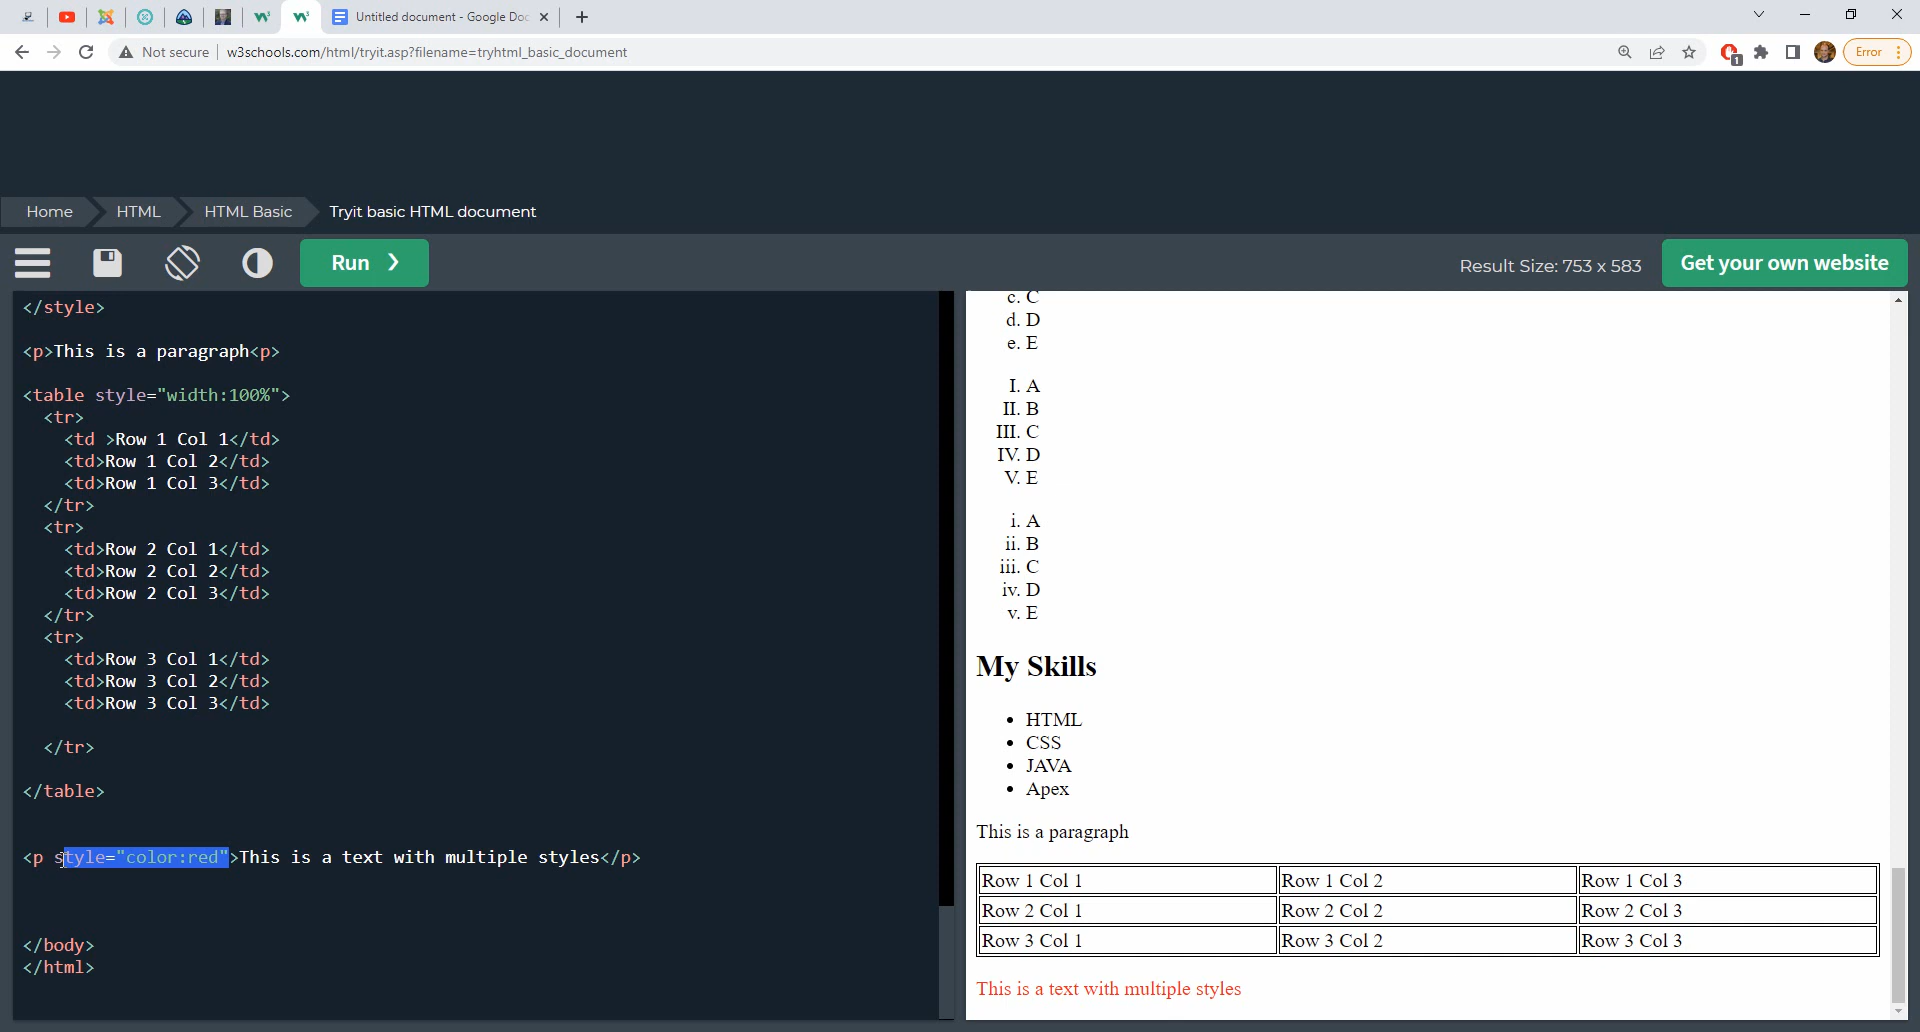 Untitled document - Google Doc
Not secure
w3schools.com/html/tryit.asp?filename=tryhtml_basic_document
1
Error
Home
HTML
HTML Basic
Tryit basic HTML document
Run ❯
Result Size: 753 x 583
Get your own website
</style>
<p>This is a paragraph<p>
<table style="width:100%">
<tr>
<td >Row 1 Col 1</td>
<td>Row 1 Col 2</td>
<td>Row 1 Col 3</td>
</tr>
<tr>
<td>Row 2 Col 1</td>
<td>Row 2 Col 2</td>
<td>Row 2 Col 3</td>
</tr>
<tr>
<td>Row 3 Col 1</td>
<td>Row 3 Col 2</td>
<td>Row 3 Col 3</td>
</tr>
</table>
<p style="color:red">This is a text with multiple styles</p>
</body>
</html>
c. C
d. D
e. E
I. A
II. B
III. C
IV. D
V. E
i. A
ii. B
iii. C
iv. D
v. E
My Skills
• HTML
• CSS
• JAVA
• Apex
This is a paragraph
Row 1 Col 1 Row 1 Col 2 Row 1 Col 3
Row 2 Col 1 Row 2 Col 2 Row 2 Col 3
Row 3 Col 1 Row 3 Col 2 Row 3 Col 3
This is a text with multiple styles